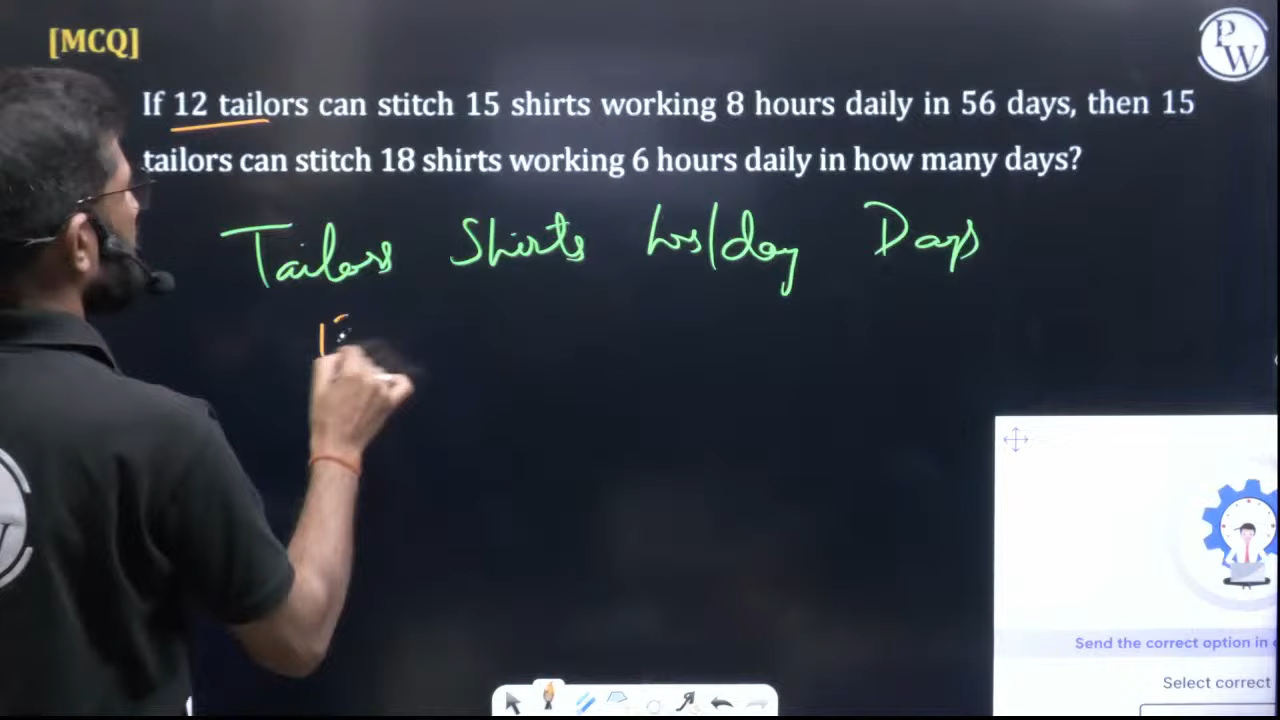 [MCQ]
PW
If 12 tailors can stitch 15 shirts working 8 hours daily in 56 days, then 15
tailors can stitch 18 shirts working 6 hours daily in how many days?
Tailors Shirts hrs/day Days
Send the correct option in
Select correct